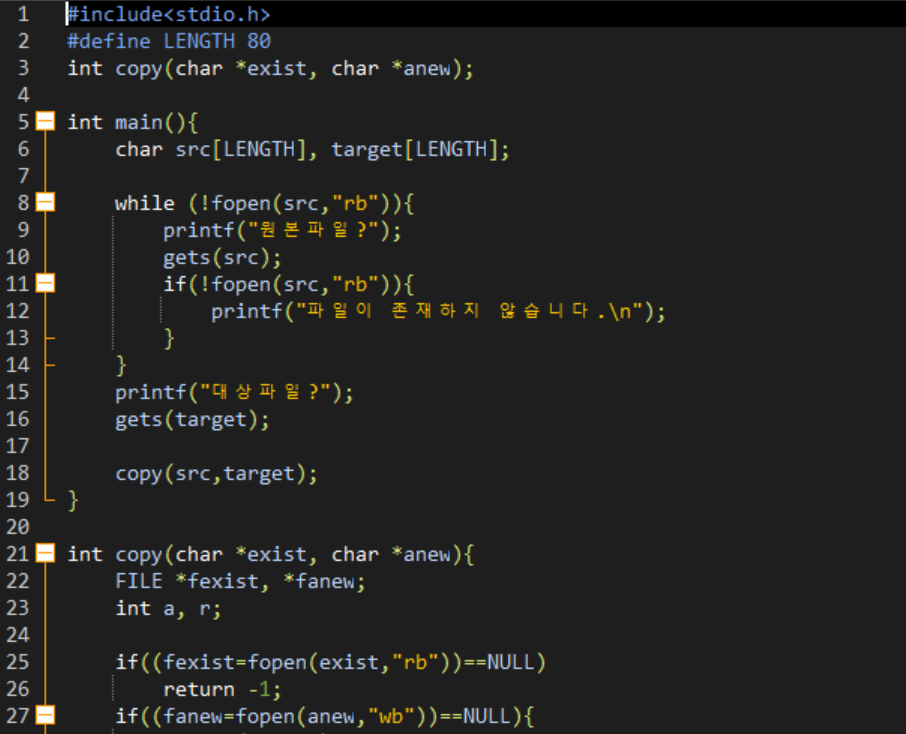 1 #include<stdio.h>
2 #define LENGTH 80
3 int copy(char *exist, char *anew);
4
5 int main(){
6 char src[LENGTH], target[LENGTH];
7
8 while (!fopen(src,"rb")){
9 printf("원본파일?");
10 gets(src);
11 if(!fopen(src,"rb")){
12 printf("파일이 존재하지 않습니다.\n");
13 }
14 }
15 printf("대상파일?");
16 gets(target);
17
18 copy(src,target);
19 }
20
21 int copy(char *exist, char *anew){
22 FILE *fexist, *fanew;
23 int a, r;
24
25 if((fexist=fopen(exist,"rb"))==NULL)
26 return -1;
27 if((fanew=fopen(anew,"wb"))==NULL){